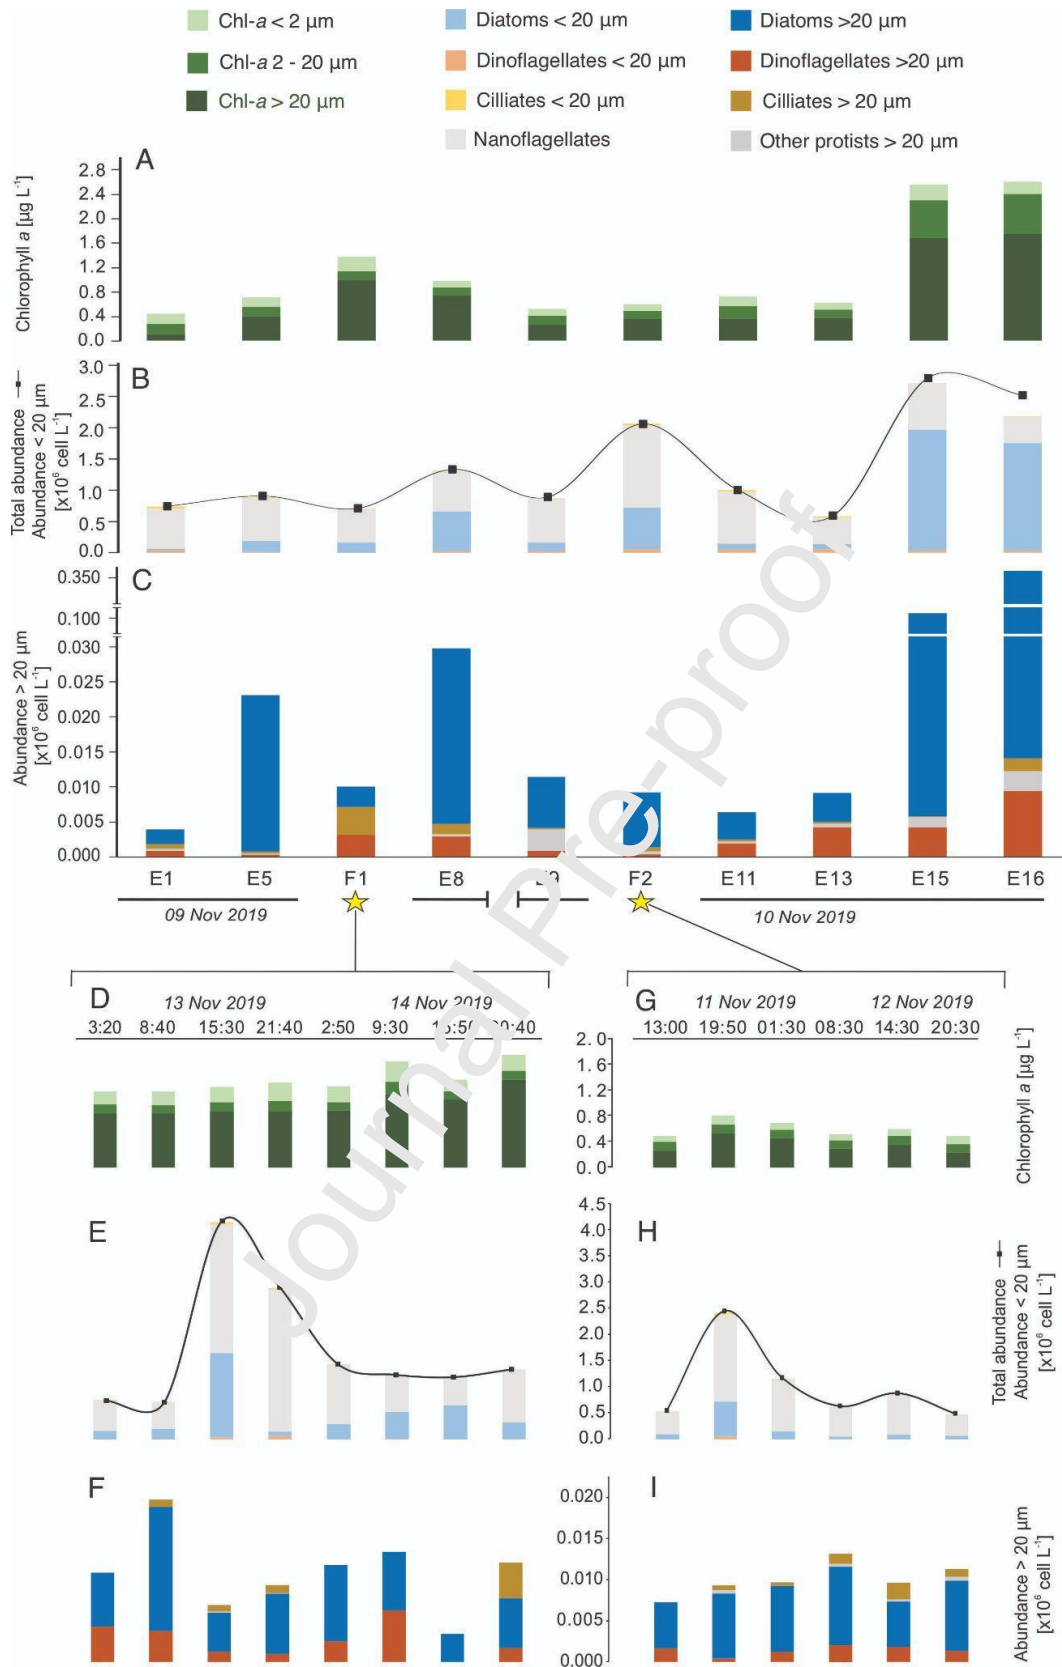 Chl-a < 2 µm
Diatoms < 20 µm
Diatoms >20 µm
Chl-a 2 - 20 µm
Dinoflagellates < 20 µm
Dinoflagellates >20 µm
Chl-a > 20 µm
Cilliates < 20 µm
Cilliates > 20 µm
Nanoflagellates
Other protists > 20 µm
A
Chlorophyll a [µg L⁻¹]
2.8
2.4
2.0
1.6
1.2
0.8
0.4
0.0
B
Total abundance
Abundance < 20 µm
[x10⁶ cell L⁻¹]
3.0
2.5
2.0
1.5
1.0
0.5
0.0
C
Abundance > 20 µm
[x10⁶ cell L⁻¹]
0.350
0.100
0.030
0.025
0.020
0.015
0.010
0.005
0.000
E1 E5 F1 E8 E9 F2 E11 E13 E15 E16
09 Nov 2019
10 Nov 2019
D
13 Nov 2019 14 Nov 2019
3:20 8:40 15:30 21:40 2:50 9:30
G
11 Nov 2019 12 Nov 2019
13:00 19:50 01:30 08:30 14:30 20:30
2.0
1.6
1.2
0.8
0.4
0.0
Chlorophyll a [µg L⁻¹]
E
H
4.5
4.0
3.5
3.0
2.5
2.0
1.5
1.0
0.5
0.0
Total abundance
Abundance < 20 µm
[x10⁶ cell L⁻¹]
F
I
0.020
0.015
0.010
0.005
0.000
Abundance > 20 µm
[x10⁶ cell L⁻¹]
Journal Pre-proof